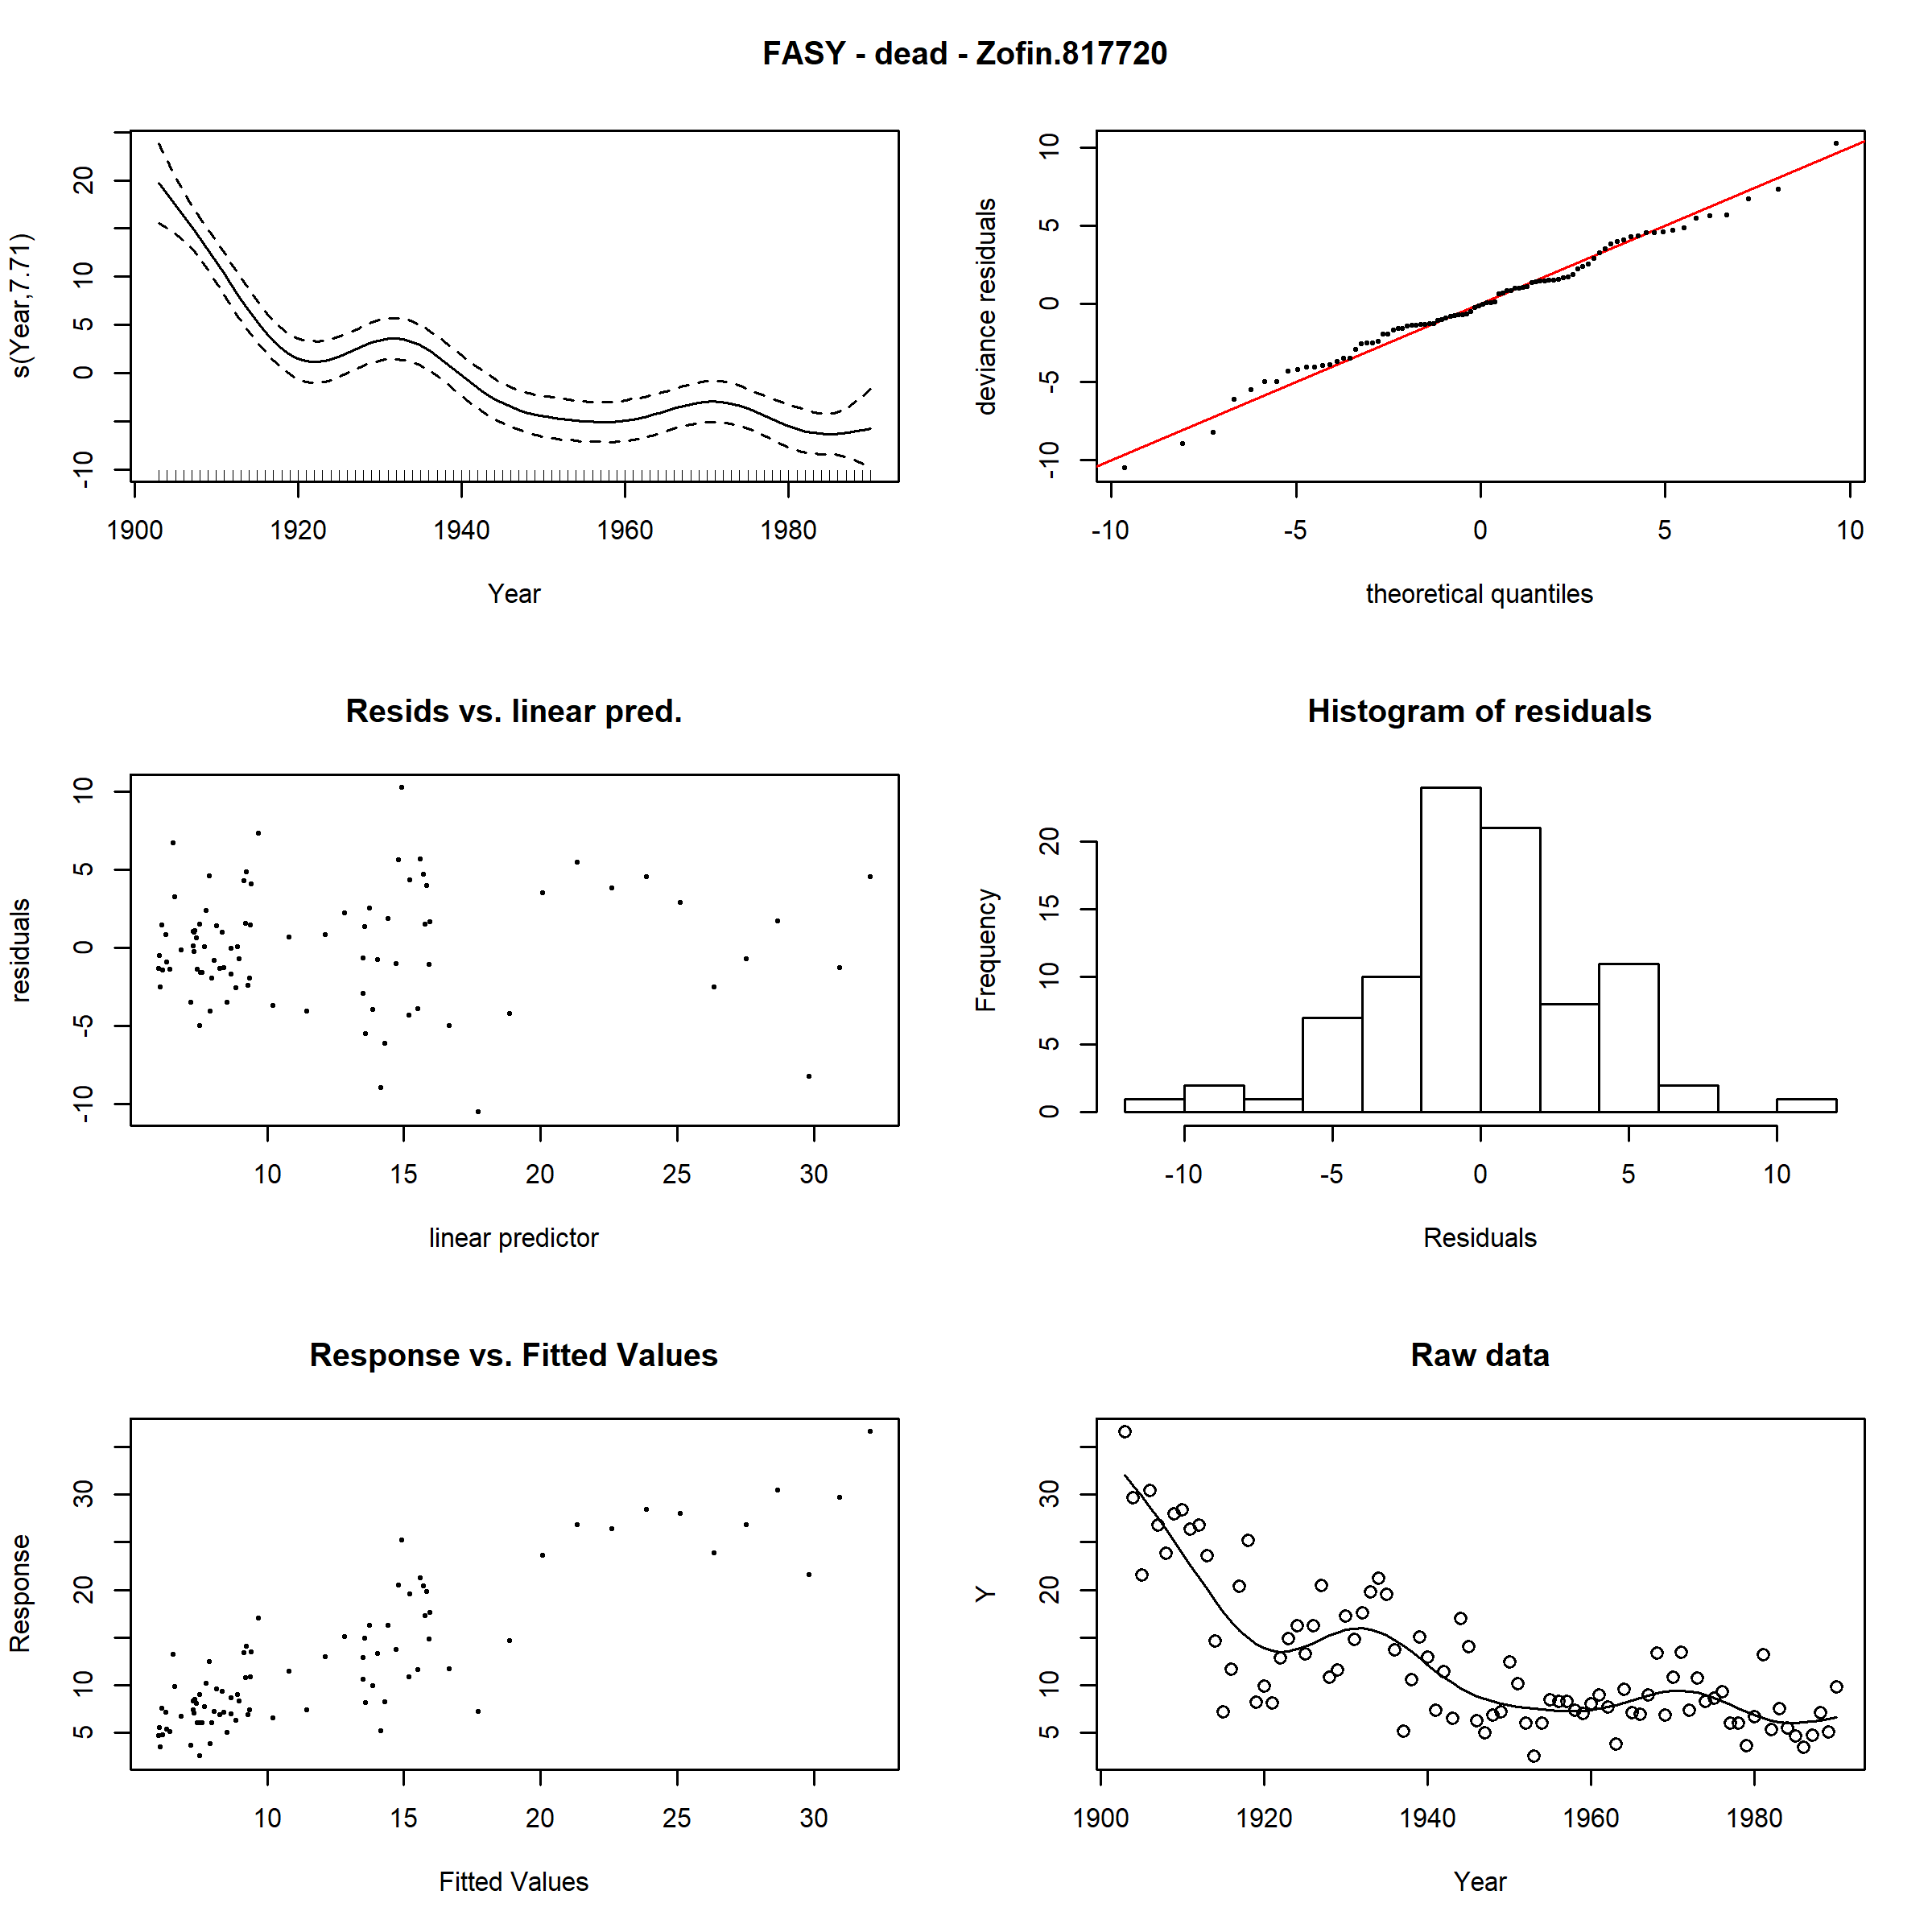 FASY - dead - Zofin.817720
s(Year,7.71)
-10 0 5 10 20
1900 1920 1940 1960 1980
Year
deviance residuals
-10 -5 0 5 10
-10 -5 0 5 10
theoretical quantiles
Resids vs. linear pred.
residuals
-10 -5 0 5 10
10 15 20 25 30
linear predictor
Histogram of residuals
Frequency
0 5 10 15 20
-10 -5 0 5 10
Residuals
Response vs. Fitted Values
Response
5 10 20 30
10 15 20 25 30
Fitted Values
Raw data
Y
5 10 20 30
1900 1920 1940 1960 1980
Year